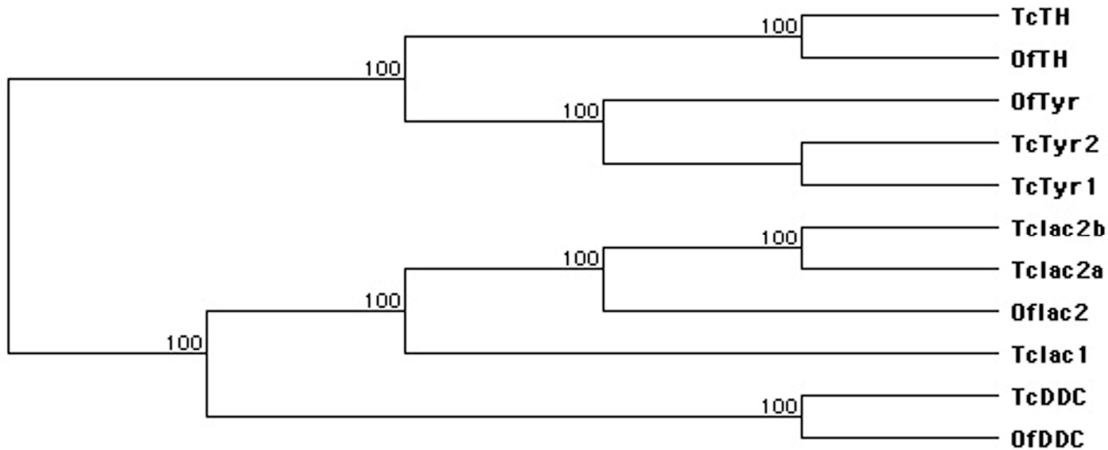 100
TcTH
OfTH
100
100
OfTyr
TcTyr2
TcTyr1
100
Tclac2b
100
Tclac2a
100
Oflac2
100
Tclac1
100
TcDDC
OfDDC